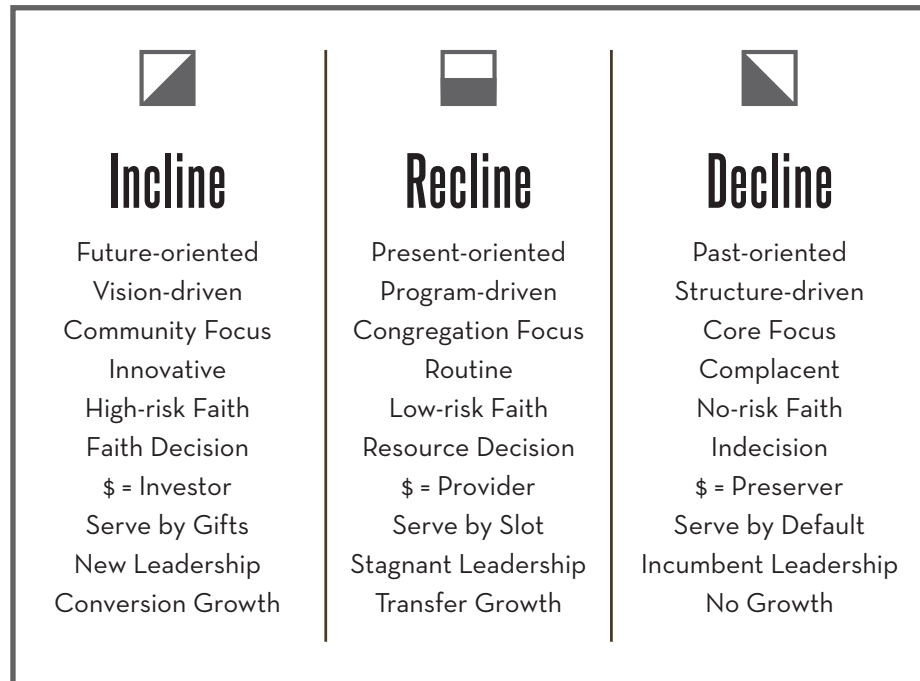 Incline
Future-oriented
Vision-driven
Community Focus
Innovative
High-risk Faith
Faith Decision
$ = Investor
Serve by Gifts
New Leadership
Conversion Growth
Recline
Present-oriented
Program-driven
Congregation Focus
Routine
Low-risk Faith
Resource Decision
$ = Provider
Serve by Slot
Stagnant Leadership
Transfer Growth
Decline
Past-oriented
Structure-driven
Core Focus
Complacent
No-risk Faith
Indecision
$ = Preserver
Serve by Default
Incumbent Leadership
No Growth